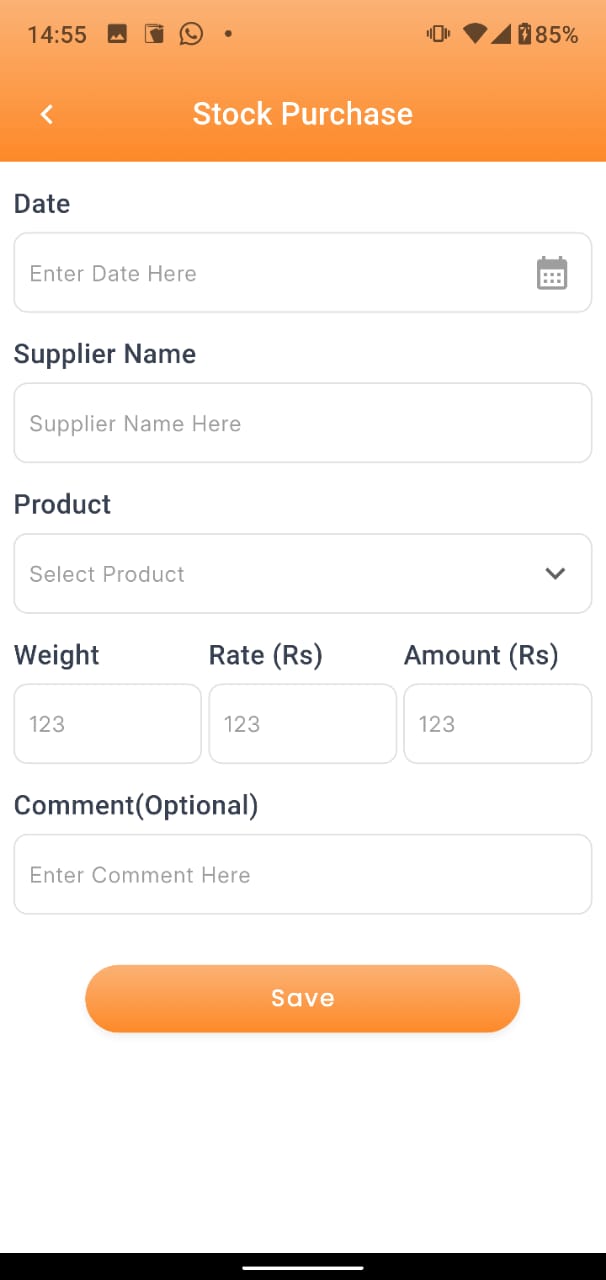 14:55 85%
Stock Purchase
Date
Enter Date Here
Supplier Name
Supplier Name Here
Product
Select Product
Weight Rate (Rs) Amount (Rs)
123 123 123
Comment(Optional)
Enter Comment Here
Save